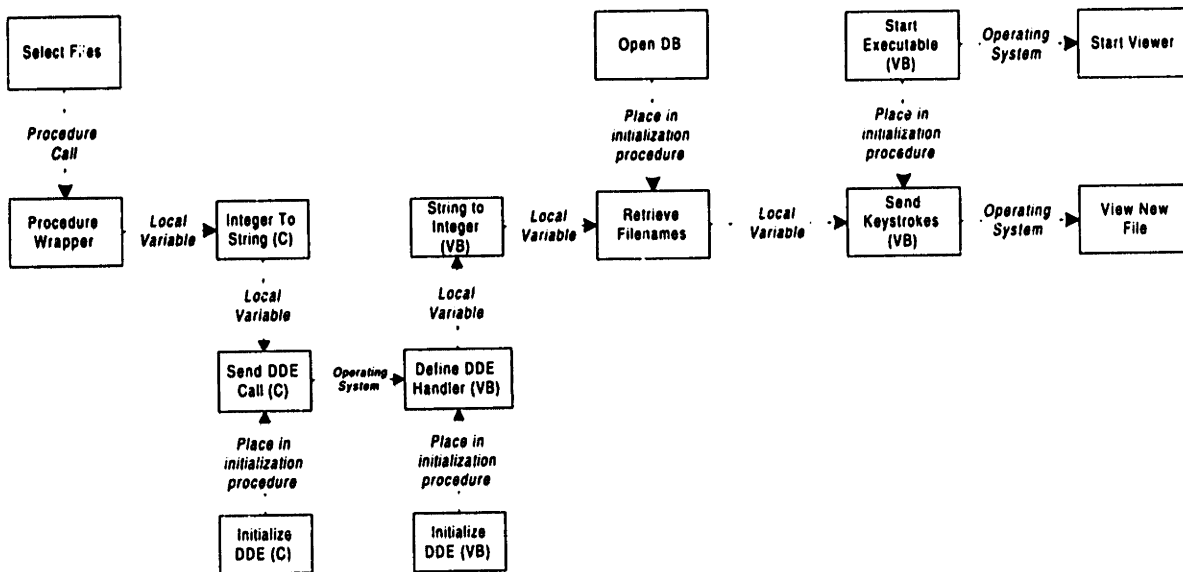 Select Files
Open DB
Start
Executable
(VB)
Operating
System
Start Viewer
Procedure
Call
Place in
initialization
procedure
Place in
initialization
procedure
Procedure
Wrapper
Local
Variable
Integer To
String (C)
String to
Integer
(VB)
Local
Variable
Retrieve
Filenames
Local
Variable
Send
Keystrokes
(VB)
Operating
System
View New
File
Local
Variable
Local
Variable
Send DDE
Call (C)
Operating
System
Define DDE
Handler (VB)
Place in
initialization
procedure
Place in
initialization
procedure
Initialize
DDE (C)
Initialize
DDE (VB)